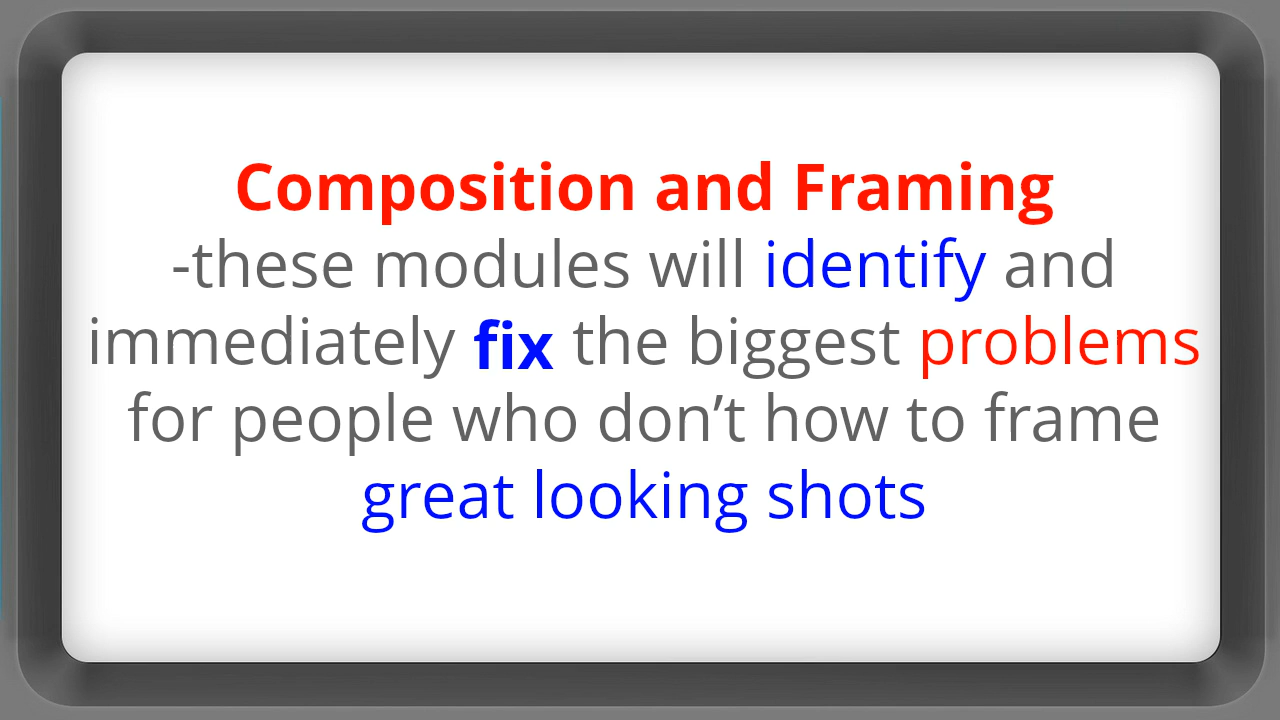 Composition and Framing
-these modules will identify and
immediately fix the biggest problems
for people who don’t how to frame
great looking shots